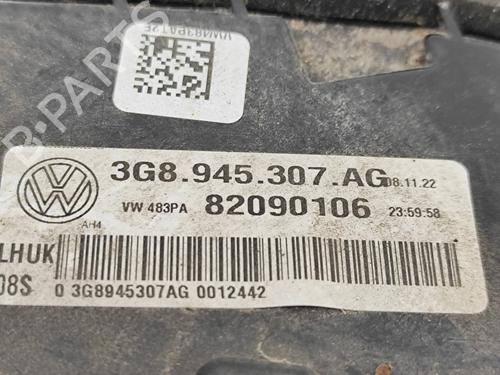 VW483PAT2F
3G8.945.307.AG 08.11.22
VW 483PA 82090106 23:59:58
AH4
LHUK
08S 0 3G8945307AG 0012442
B-PARTS